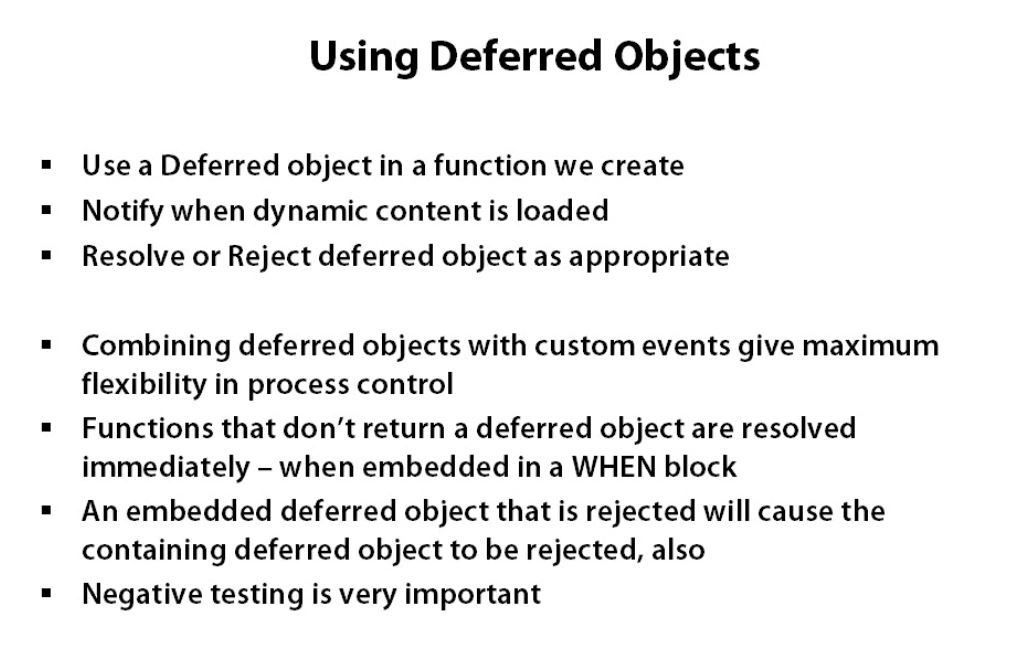 Using Deferred Objects
▪ Use a Deferred object in a function we create
▪ Notify when dynamic content is loaded
▪ Resolve or Reject deferred object as appropriate
▪ Combining deferred objects with custom events give maximum
flexibility in process control
▪ Functions that don’t return a deferred object are resolved
immediately – when embedded in a WHEN block
▪ An embedded deferred object that is rejected will cause the
containing deferred object to be rejected, also
▪ Negative testing is very important